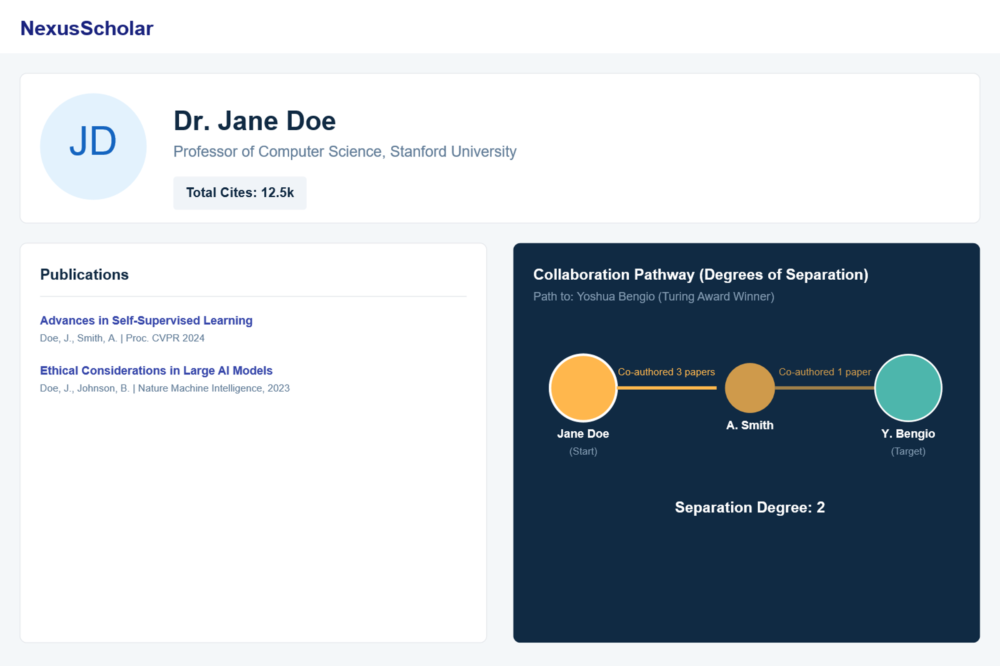 NexusScholar
JD
Dr. Jane Doe
Professor of Computer Science, Stanford University
Total Cites: 12.5k
Publications
Advances in Self-Supervised Learning
Doe, J., Smith, A. | Proc. CVPR 2024
Ethical Considerations in Large AI Models
Doe, J., Johnson, B. | Nature Machine Intelligence, 2023
Collaboration Pathway (Degrees of Separation)
Path to: Yoshua Bengio (Turing Award Winner)
Co-authored 3 papers
Co-authored 1 paper
Jane Doe
(Start)
A. Smith
Y. Bengio
(Target)
Separation Degree: 2